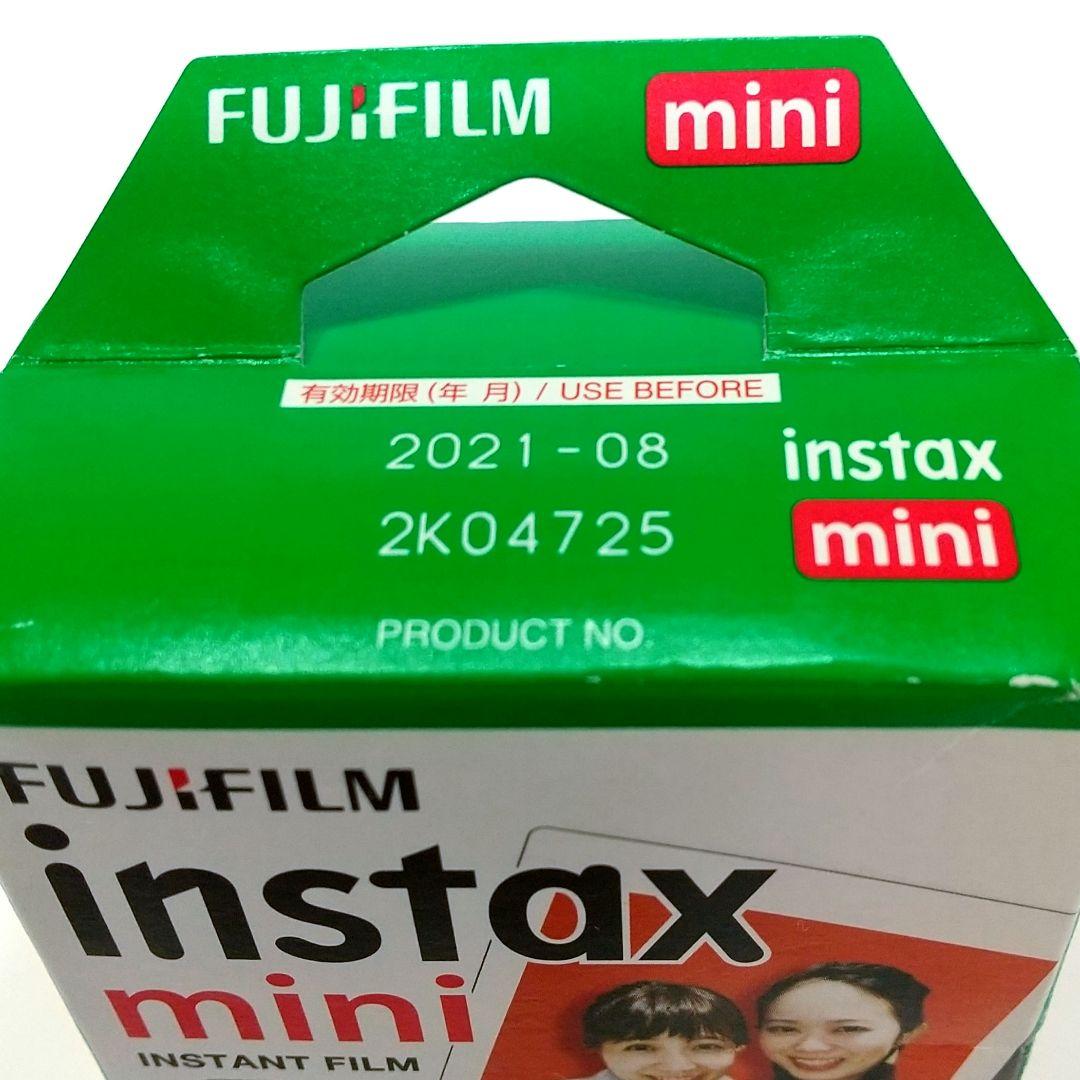 FUJIFILM mini
有効期限 (年 月) / USE BEFORE
2021-08
2K04725
PRODUCT NO.
instax
mini
FUJIFILM
instax
mini
INSTANT FILM